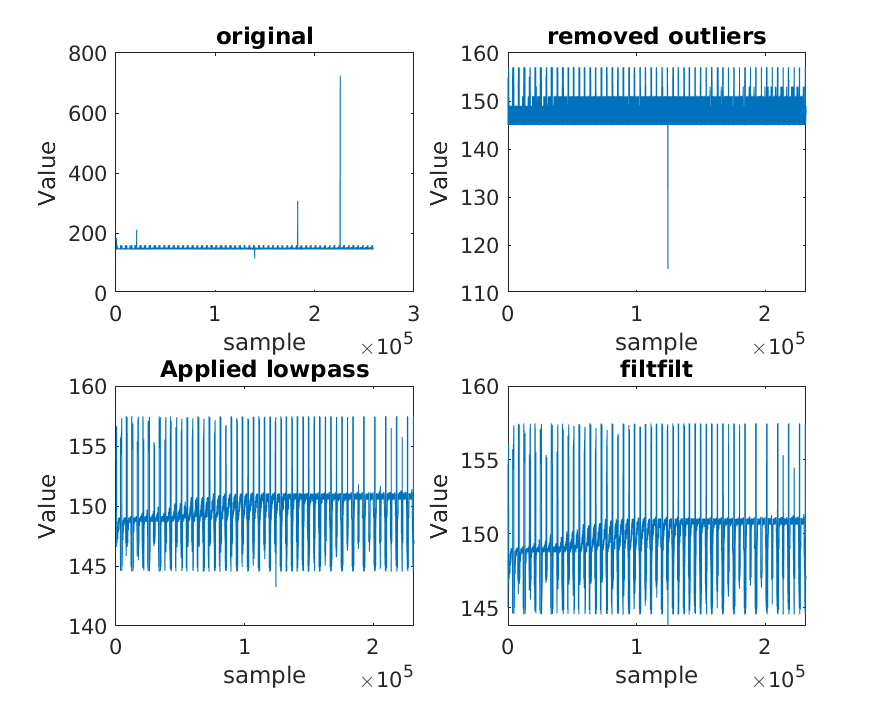 original
800
600
400
200
0
Value
0 1 2 3
sample
×10^5
removed outliers
160
150
140
130
120
110
Value
0 1 2
sample
×10^5
Applied lowpass
160
155
150
145
140
Value
0 1 2
sample
×10^5
filtfilt
160
155
150
145
Value
0 1 2
sample
×10^5